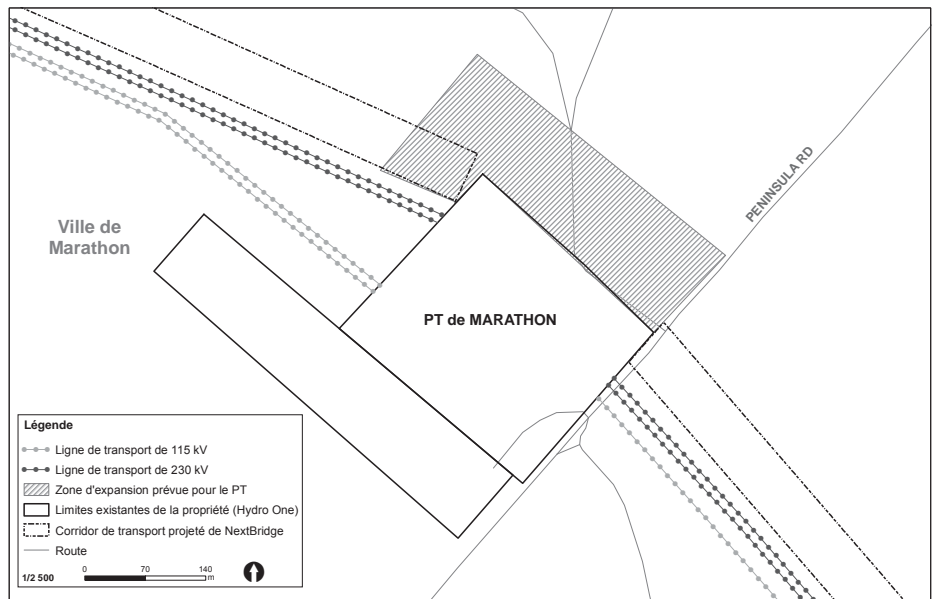 PENINSULA RD
Ville de
Marathon
PT de MARATHON
Légende
Ligne de transport de 115 kV
Ligne de transport de 230 kV
Zone d'expansion prévue pour le PT
Limites existantes de la propriété (Hydro One)
Corridor de transport projeté de NextBridge
Route
1/2 500
0 70 140
m